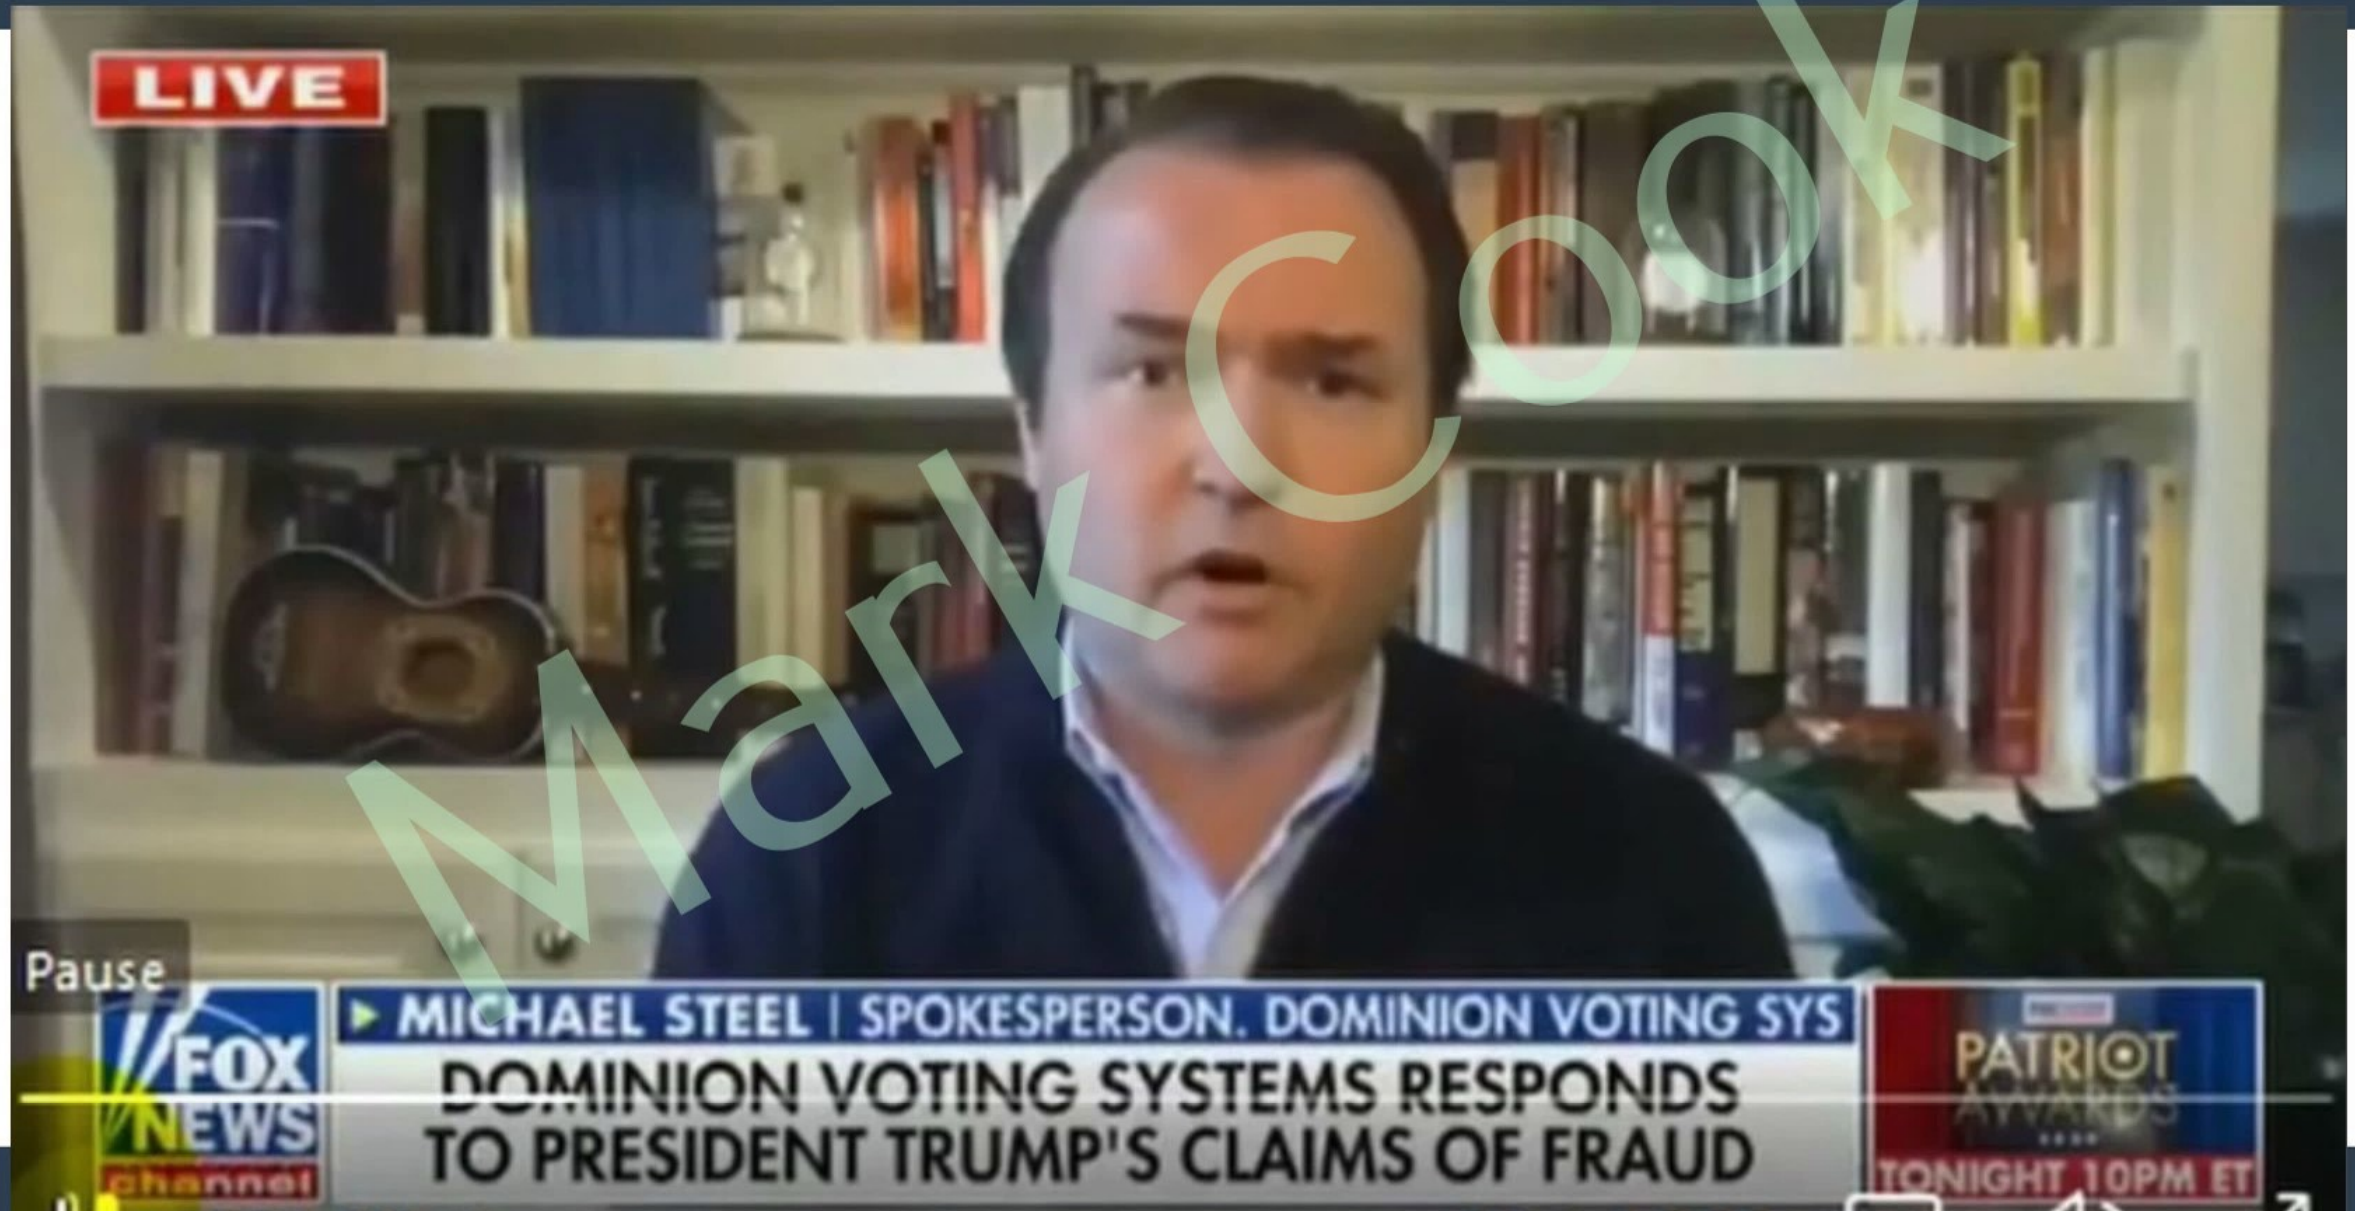 LIVE
Mark Cook
Pause
FOX
NEWS
channel
MICHAEL STEEL | SPOKESPERSON. DOMINION VOTING SYS
DOMINION VOTING SYSTEMS RESPONDS
TO PRESIDENT TRUMP'S CLAIMS OF FRAUD
PATRIOT
AWARDS
TONIGHT 10PM ET